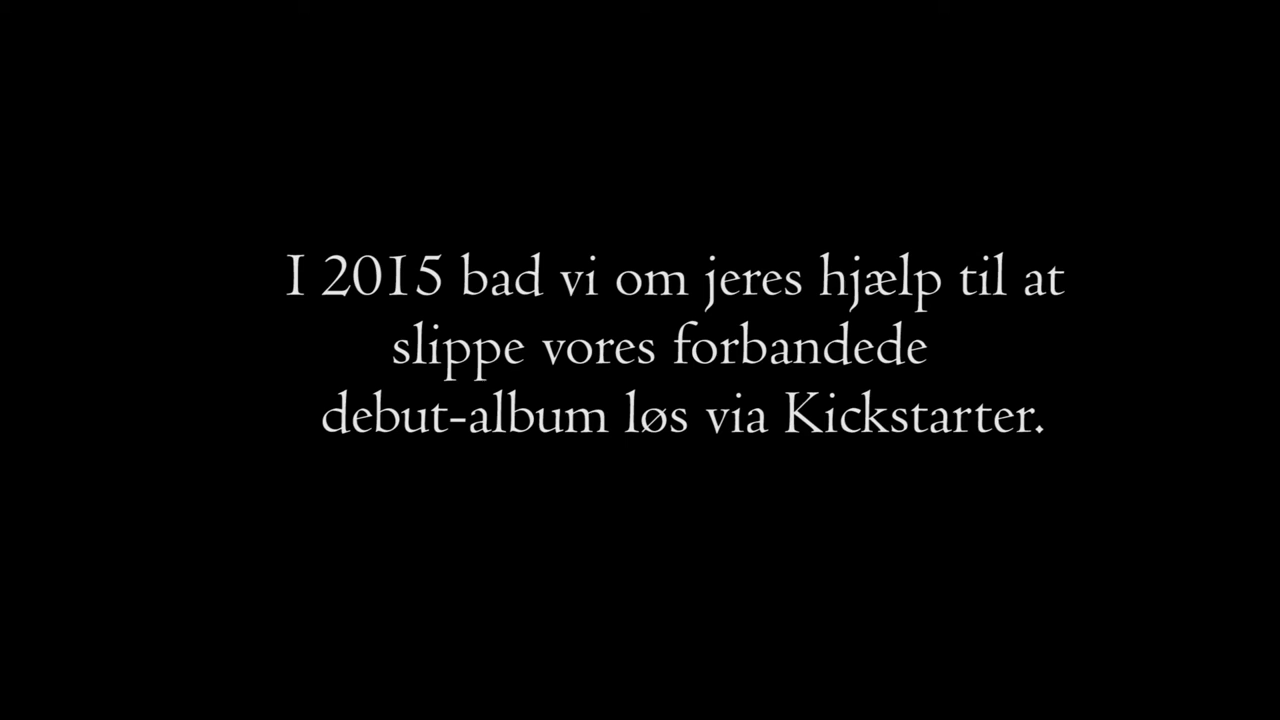 I 2015 bad vi om jeres hjælp til at
slippe vores forbandede
debut-album løs via Kickstarter.